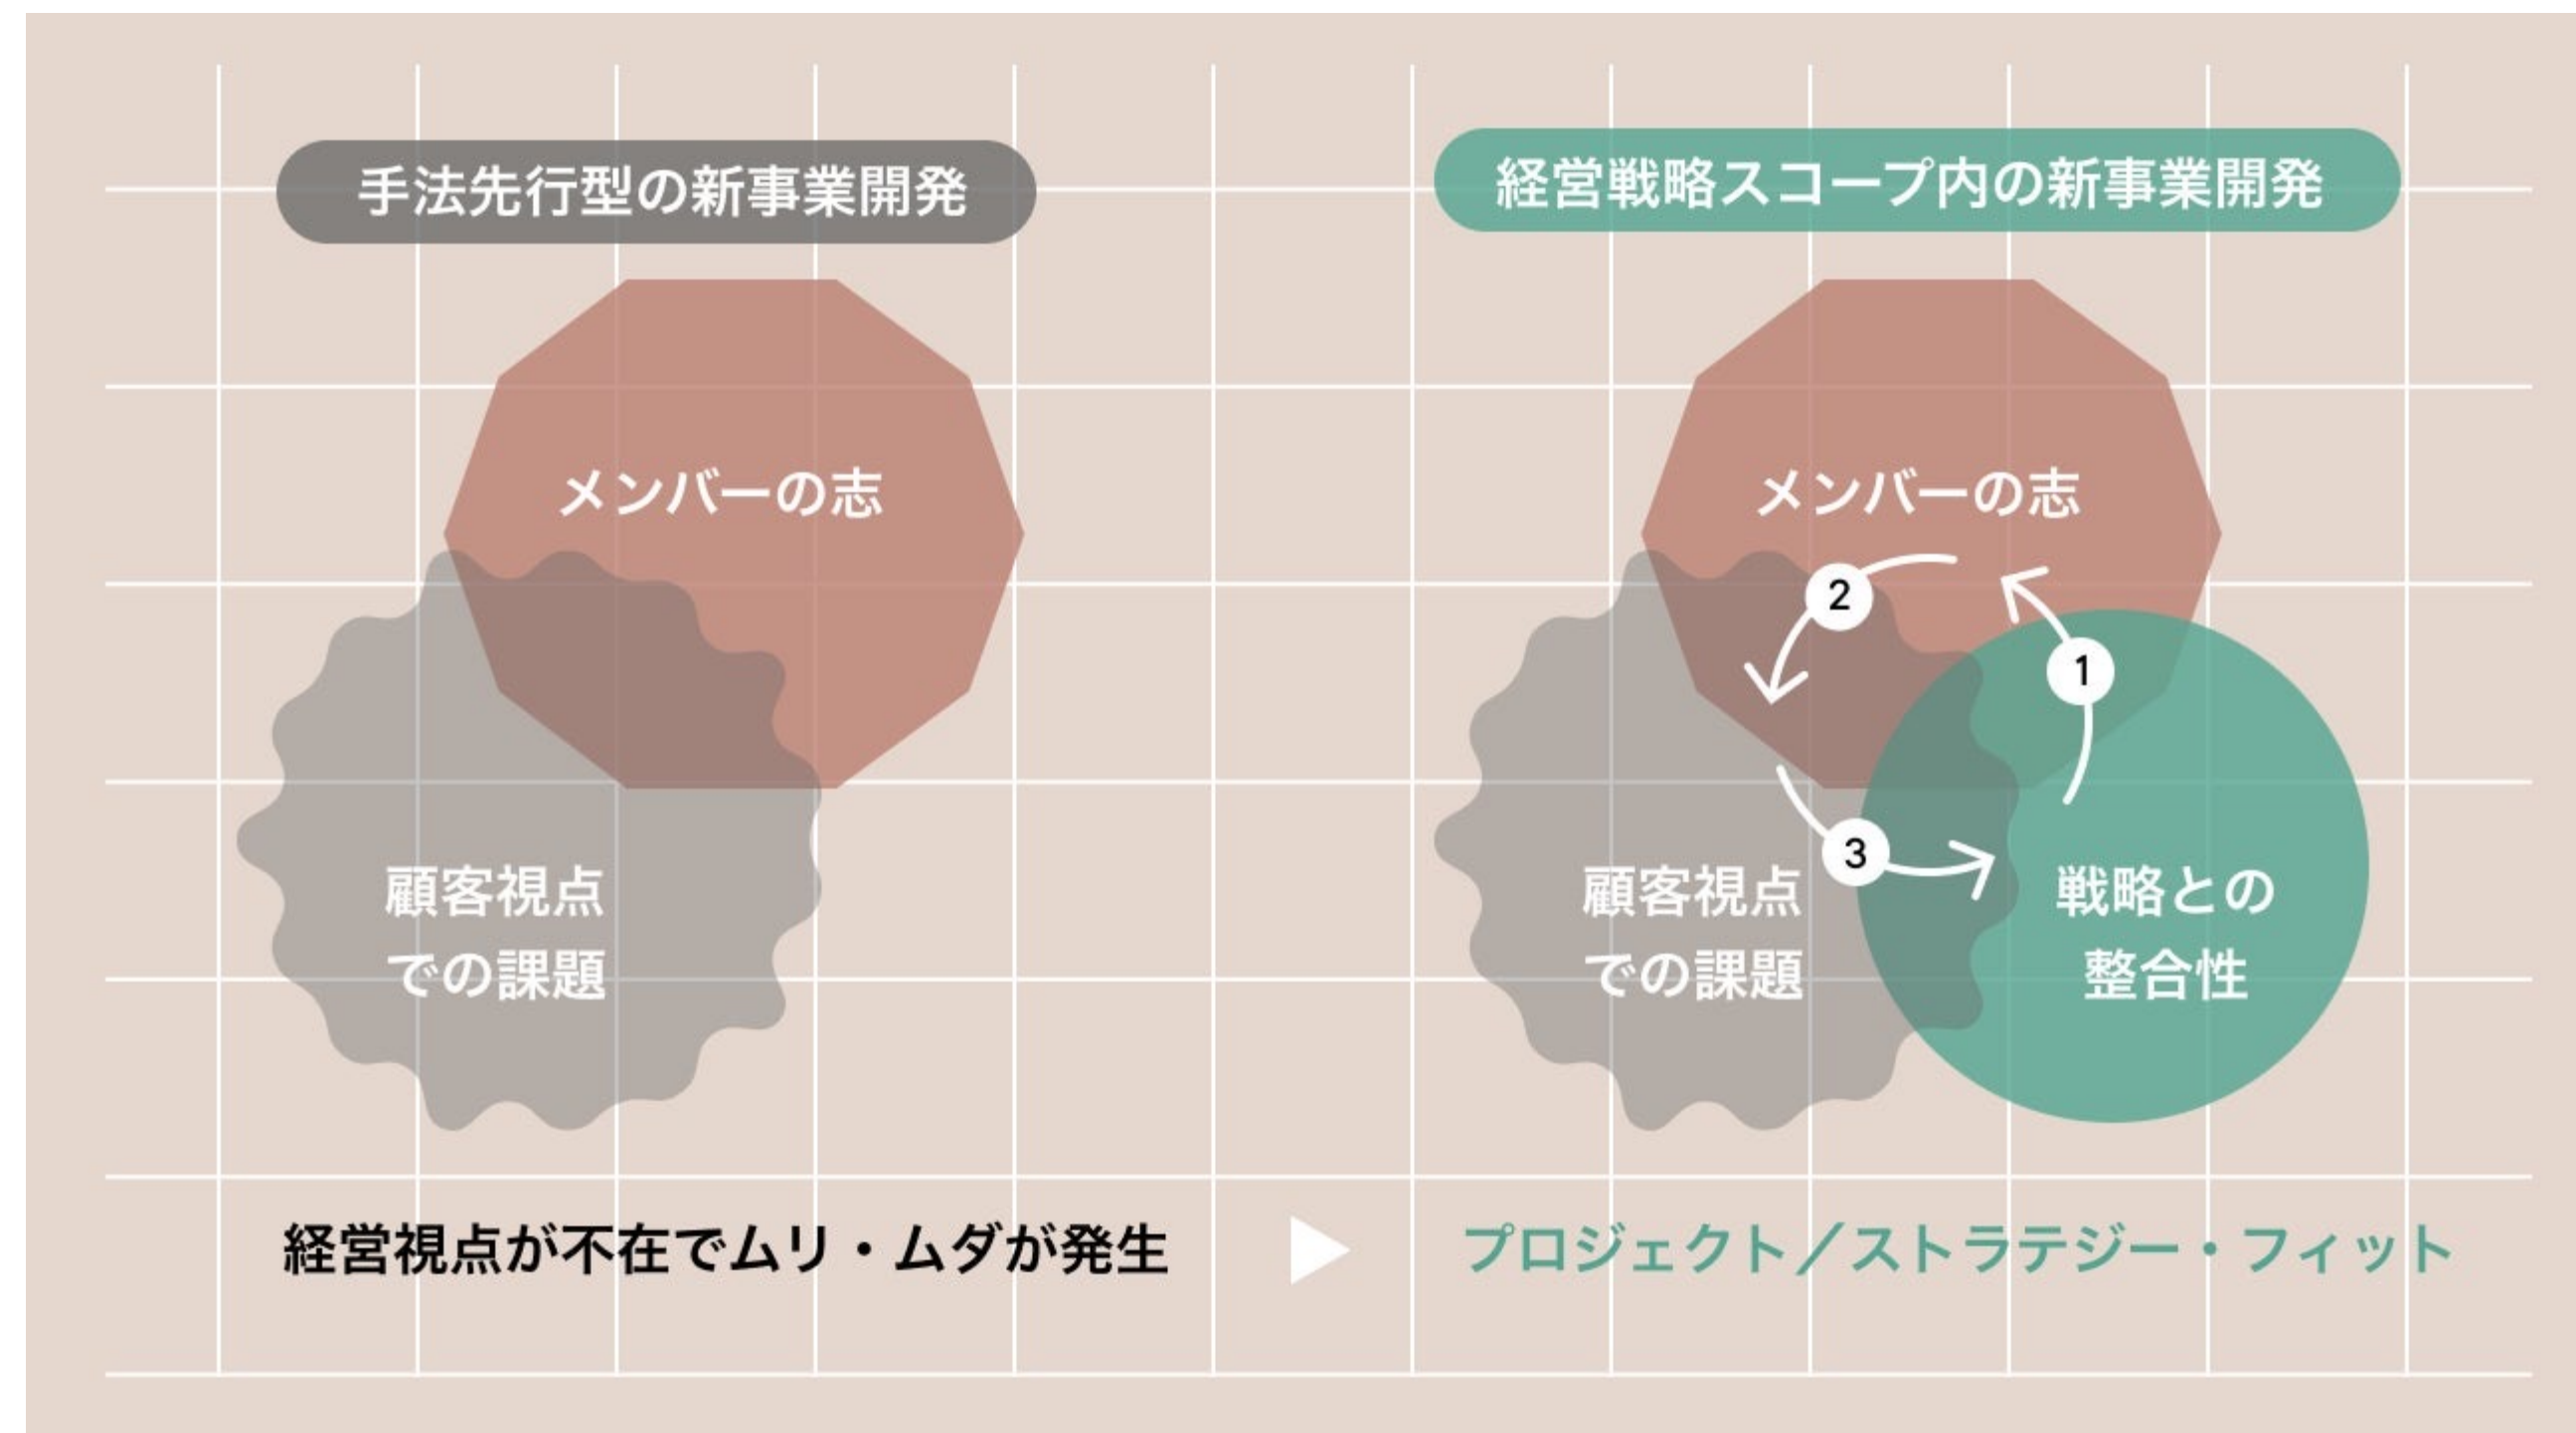 手法先行型の新事業開発
メンバーの志
顧客視点
での課題
経営視点が不在でムリ・ムダが発生
経営戦略スコープ内の新事業開発
メンバーの志
2
1
3
顧客視点
での課題
戦略との
整合性
プロジェクト／ストラテジー・フィット